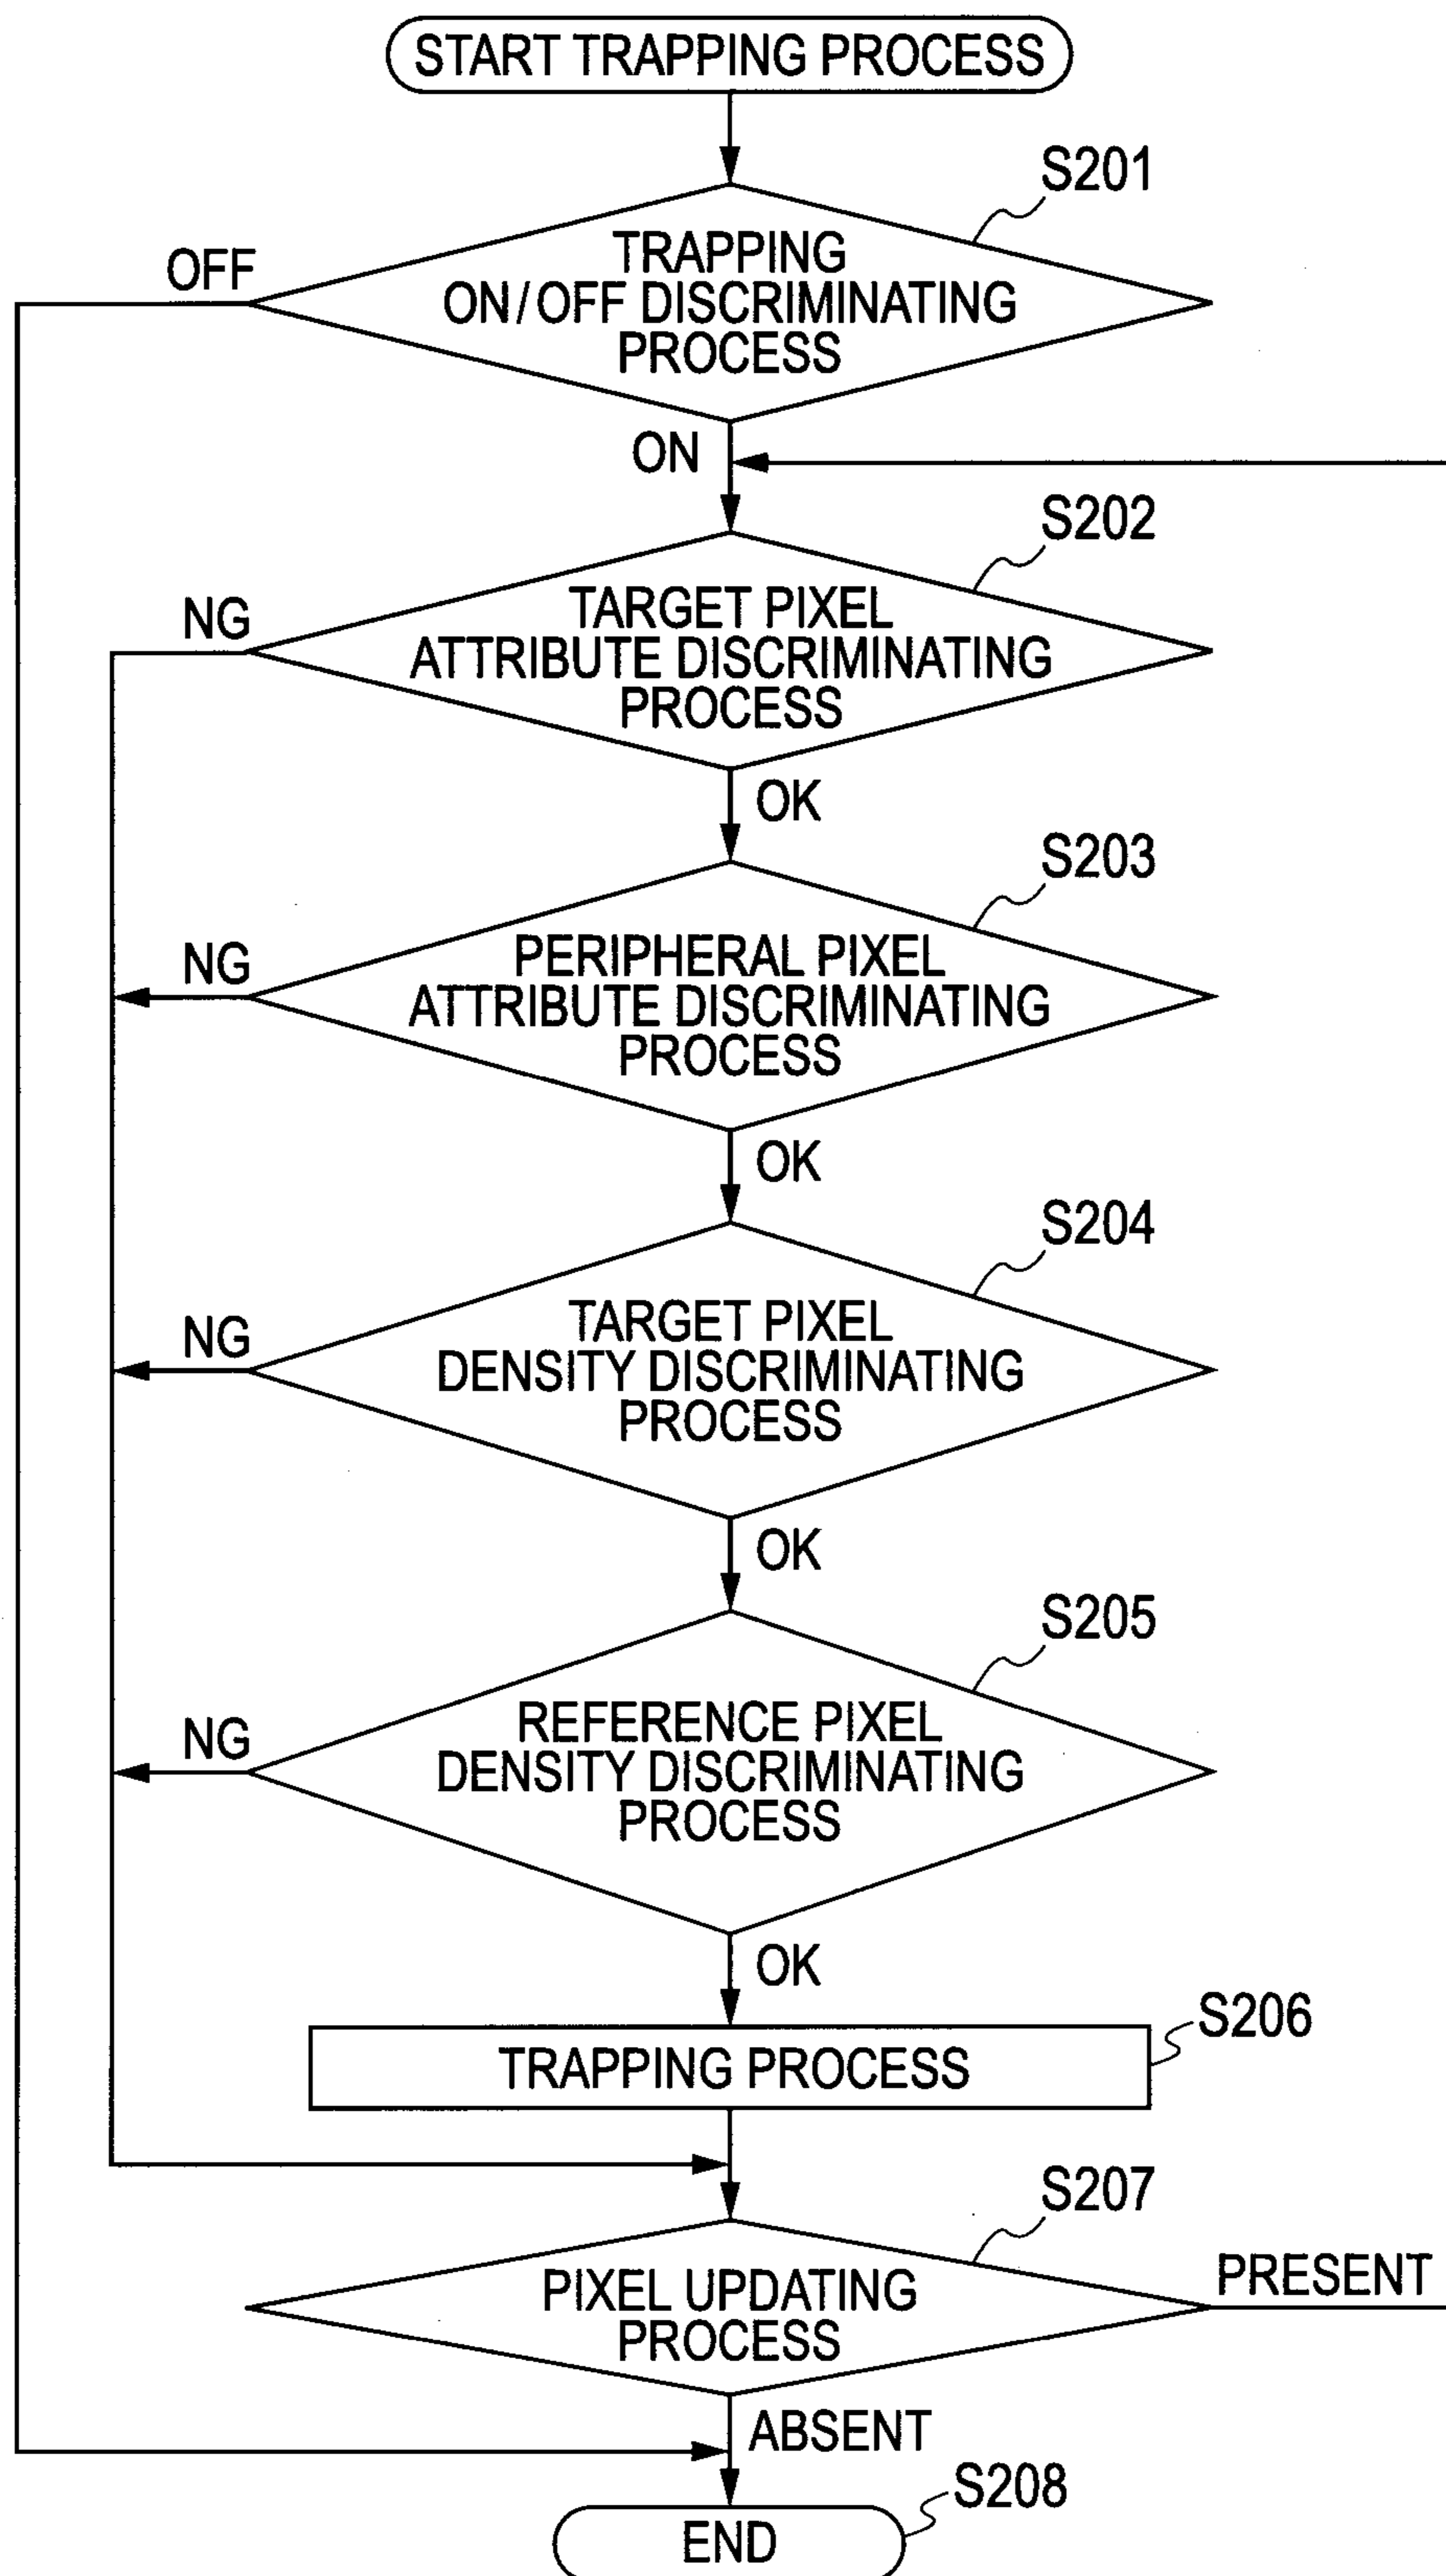 START TRAPPING PROCESS
S201
OFF
TRAPPING
ON/OFF DISCRIMINATING
PROCESS
ON
S202
NG
TARGET PIXEL
ATTRIBUTE DISCRIMINATING
PROCESS
OK
S203
NG
PERIPHERAL PIXEL
ATTRIBUTE DISCRIMINATING
PROCESS
OK
S204
NG
TARGET PIXEL
DENSITY DISCRIMINATING
PROCESS
OK
S205
NG
REFERENCE PIXEL
DENSITY DISCRIMINATING
PROCESS
OK
S206
TRAPPING PROCESS
S207
PRESENT
PIXEL UPDATING
PROCESS
ABSENT
S208
END